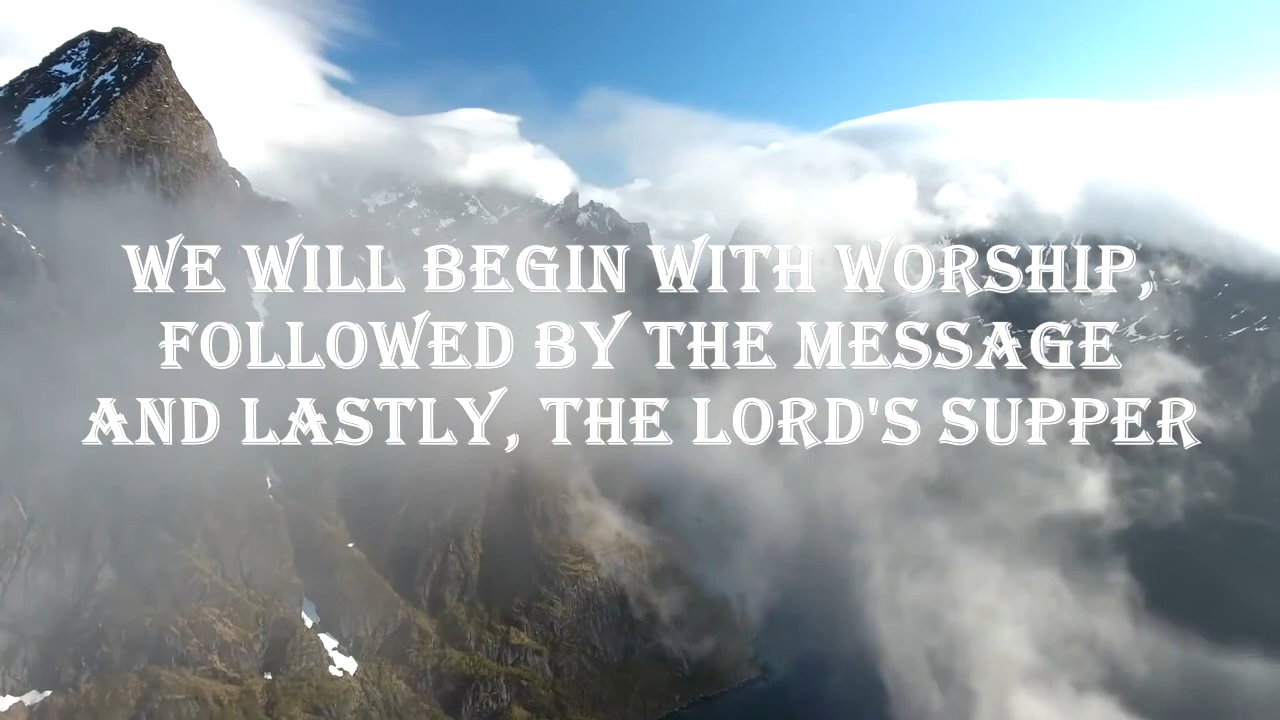 WE WILL BEGIN WITH WORSHIP,
FOLLOWED BY THE MESSAGE
AND LASTLY, THE LORD'S SUPPER